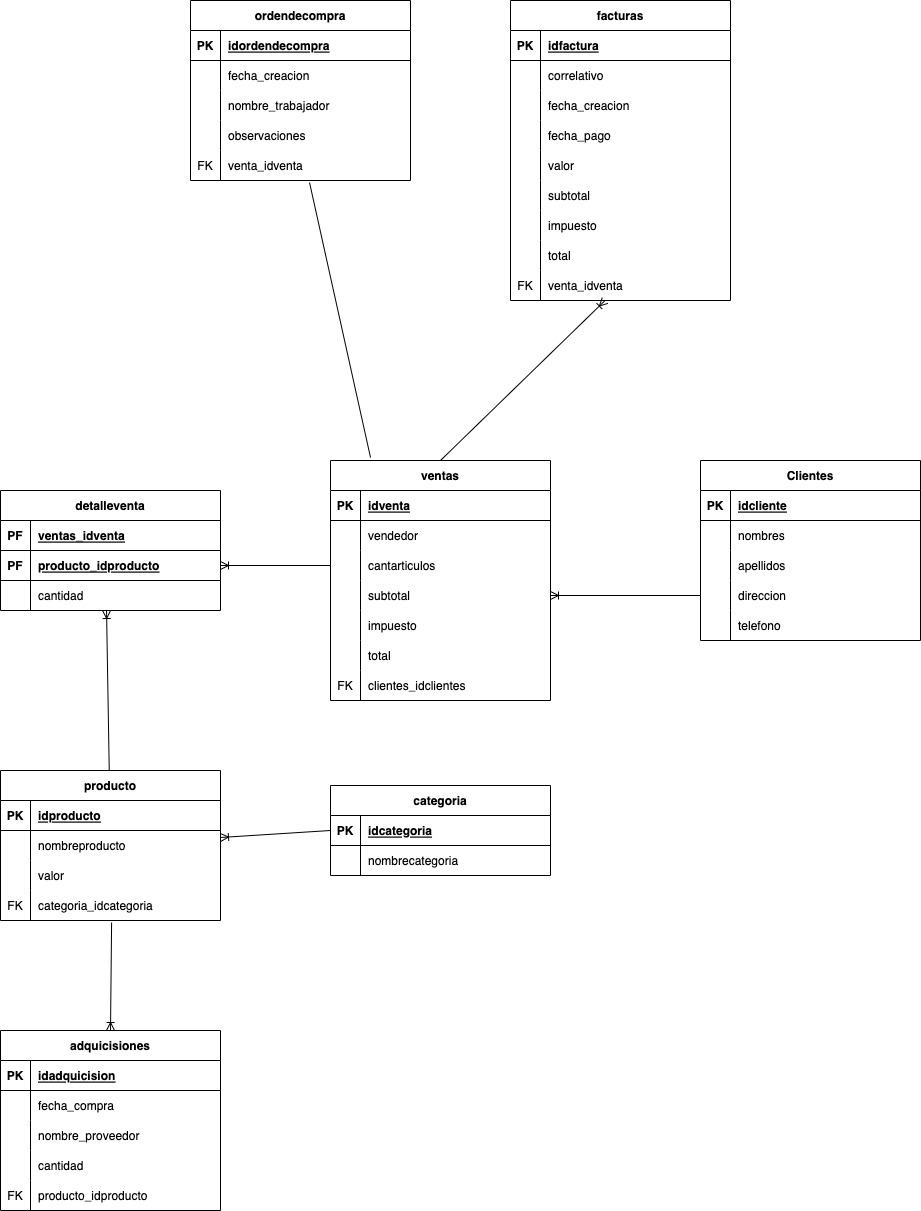 ordendecompra
PK idordendecompra
fecha_creacion
nombre_trabajador
observaciones
FK venta_idventa
facturas
PK idfactura
correlativo
fecha_creacion
fecha_pago
valor
subtotal
impuesto
total
FK venta_idventa
detalleventa
PF ventas_idventa
PF producto_idproducto
cantidad
ventas
PK idventa
vendedor
cantarticulos
subtotal
impuesto
total
FK clientes_idclientes
Clientes
PK idcliente
nombres
apellidos
direccion
telefono
producto
PK idproducto
nombreproducto
valor
FK categoria_idcategoria
categoria
PK idcategoria
nombrecategoria
adquicisiones
PK idadquicision
fecha_compra
nombre_proveedor
cantidad
FK producto_idproducto